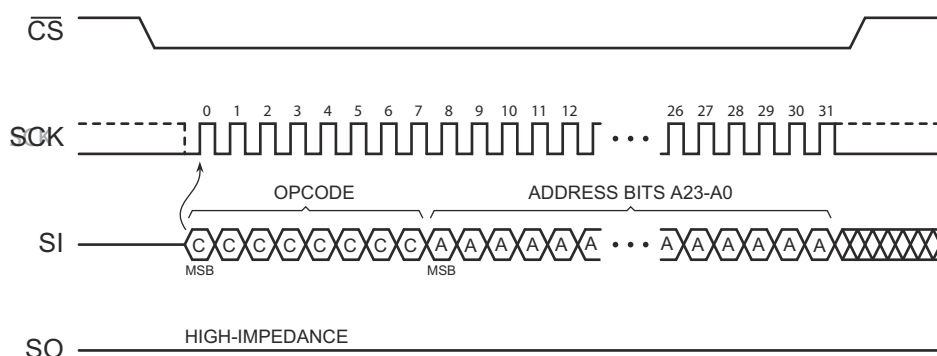 CS
0 1 2 3 4 5 6 7 8 9 10 11 12 26 27 28 29 30 31
SCK
• • •
OPCODE ADDRESS BITS A23-A0
SI C C C C C C C C A A A A A A • • • A A A A A A
MSB MSB
HIGH-IMPEDANCE
SO